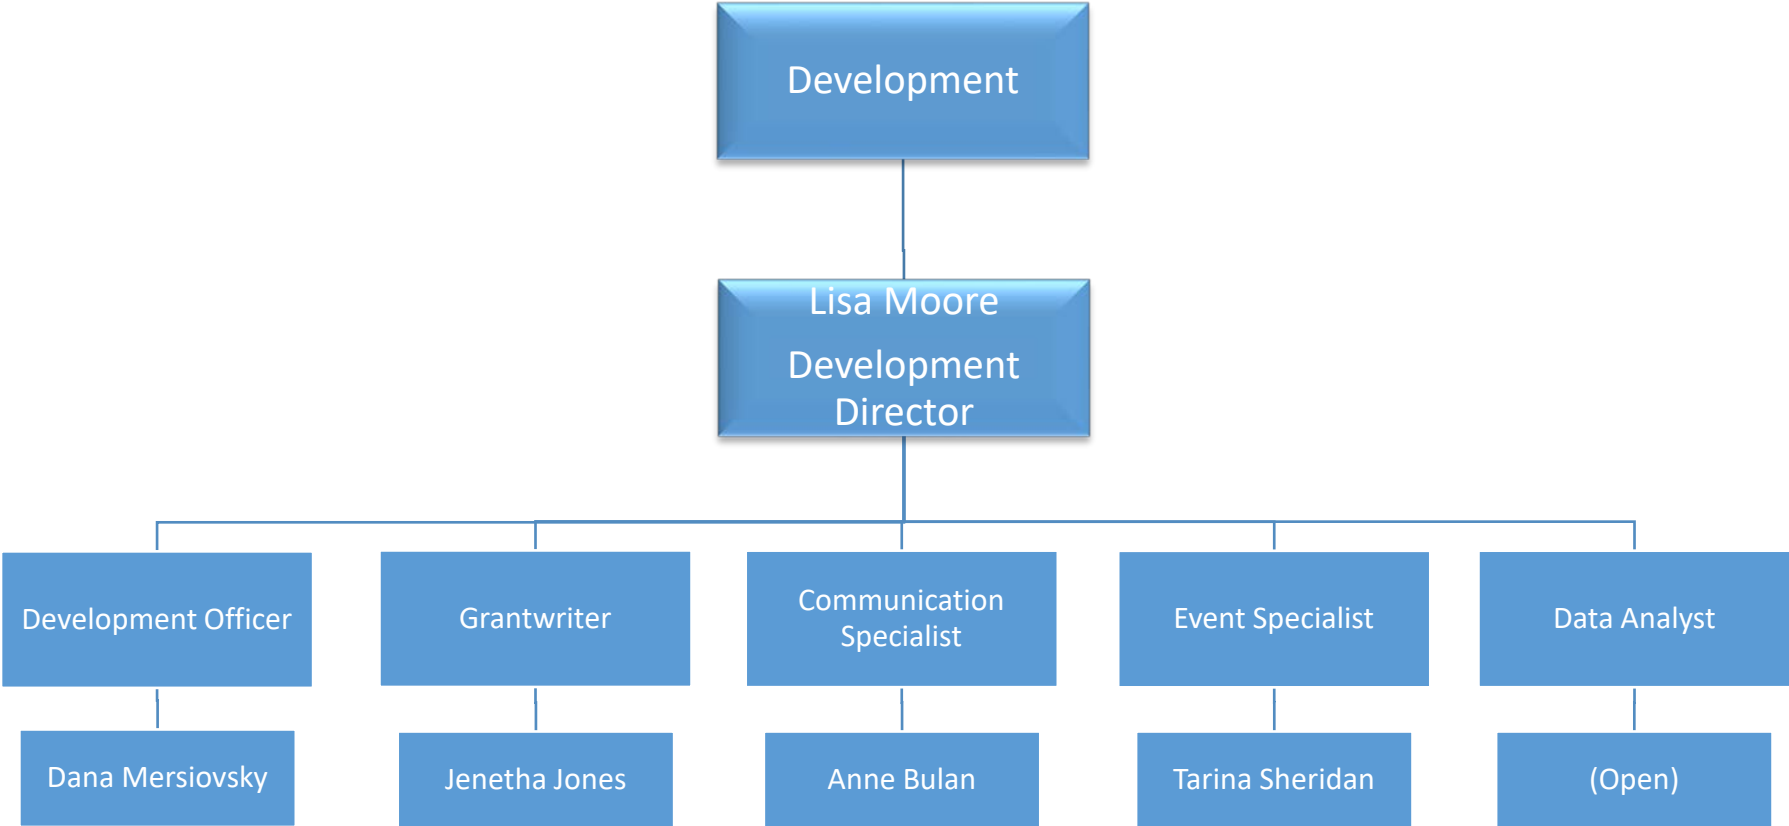 Development
Lisa Moore
Development
Director
Development Officer
Grantwriter
Communication
Specialist
Event Specialist
Data Analyst
Dana Mersiovsky
Jenetha Jones
Anne Bulan
Tarina Sheridan
(Open)